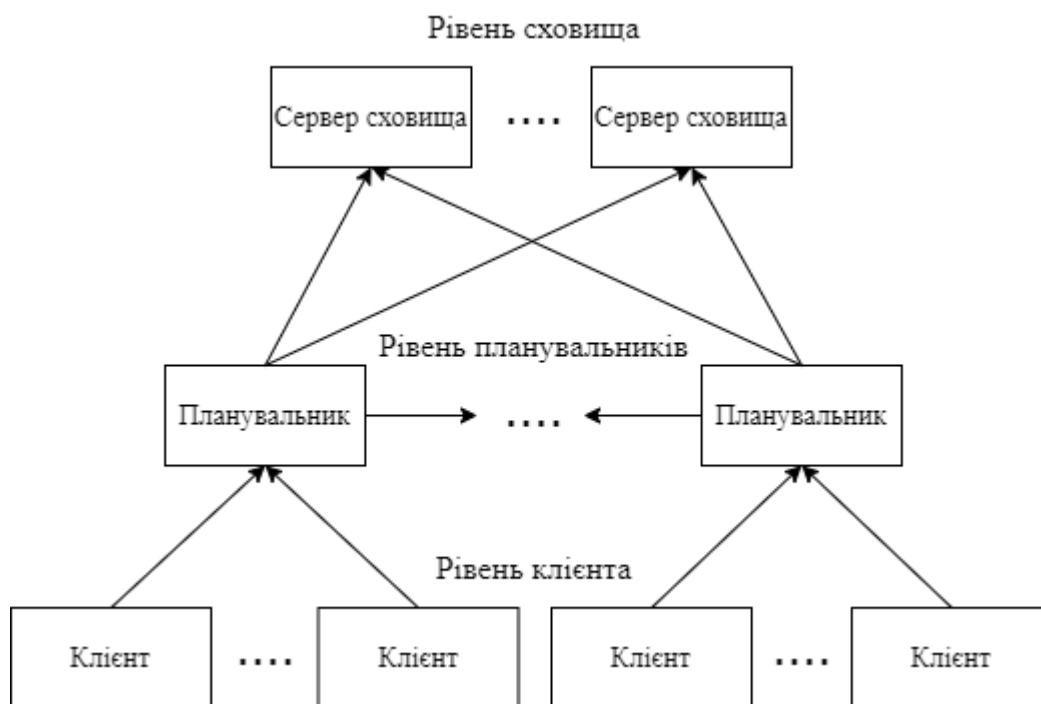 Рівень сховища
Сервер сховища .... Сервер сховища
Рівень планувальників
Планувальник .... Планувальник
Рівень клієнта
Клієнт .... Клієнт Клієнт .... Клієнт